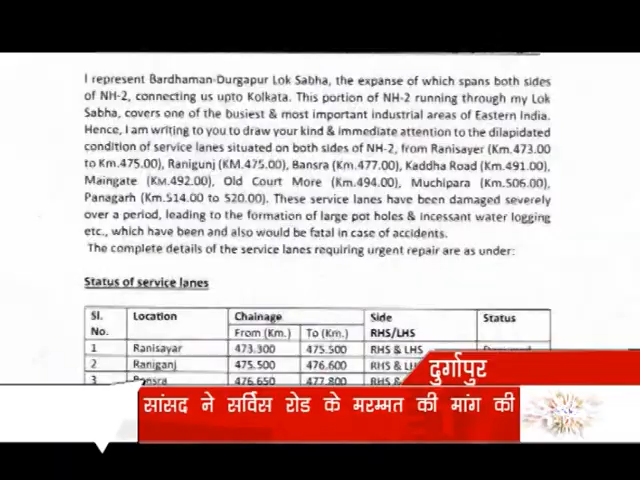 I represent Bardhaman-Durgapur Lok Sabha, the expanse of which spans both sides
of NH-2, connecting us upto Kolkata. This portion of NH-2 running through my Lok
Sabha, covers one of the busiest & most important industrial areas of Eastern India.
Hence, I am writing to you to draw your kind & immediate attention to the dilapidated
condition of service lanes situated on both sides of NH-2, from Ranisayer (Km.473.00
to Km.475.00), Ranigunj (KM.475.00), Bansra (Km.477.00), Kaddha Road (KM.491.00),
Maingate (KM.492.00), Old Court More (Km.494.00), Muchipara (Km.506.00),
Panagarh (Km.514.00 to 520.00). These service lanes have been damaged severely
over a period, leading to the formation of large pot holes & incessant water logging
etc., which have been and also would be fatal in case of accidents.
The complete details of the service lanes requiring urgent repair are as under:
Status of service lanes
Sl. No. Location Chainage Side RHS/LHS Status
From (Km.) To (Km.)
1 Ranisayar 473.300 475.500 RHS & LHS
2 Raniganj 475.500 476.600 RHS & LHS
3 Bansra 476.650 477.800 RHS &
दुर्गापुर
सांसद ने सर्विस रोड के मरम्मत की मांग की